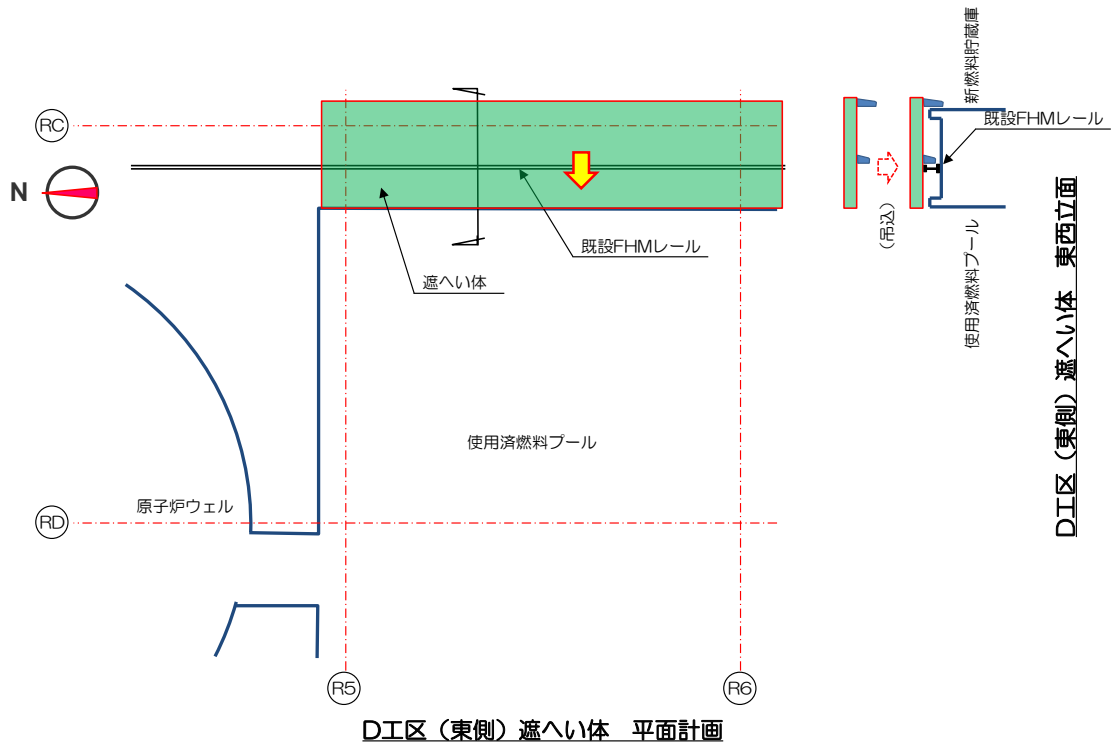 RC
N
既設FHMレール
遮へい体
使用済燃料プール
原子炉ウェル
RD
R5
R6
D工区（東側）遮へい体　平面計画
新燃料貯蔵庫
既設FHMレール
（吊込）
使用済燃料プール
D工区（東側）遮へい体　東西立面